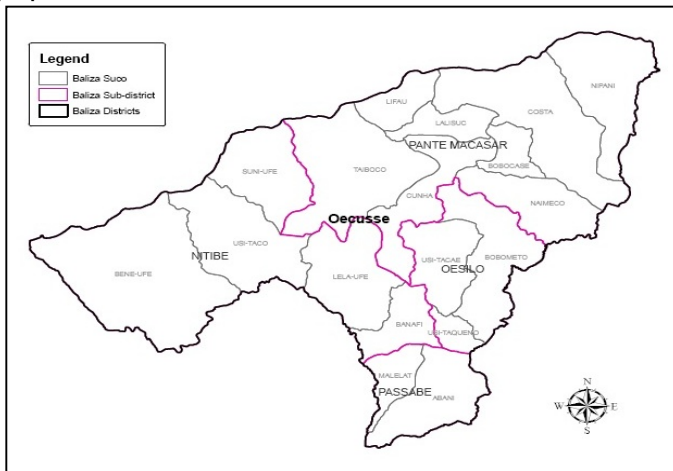 Legend
Baliza Suco
Baliza Sub-district
Baliza Districts
NIPANI
LIFAU
COSTA
LALISUC
PANTE MACASAR
BOBOCASE
SUNI-UFE
TAIBOCO
CUNHA
NAIMECO
Oecusse
USI-TACO
NITIBE
BENE-UFE
LELA-UFE
USI-TACAE
OESILO
BOBOMETO
BANAFI
USI-TAQUENO
MALELAT
PASSABE
ABANI
N
W
E
S